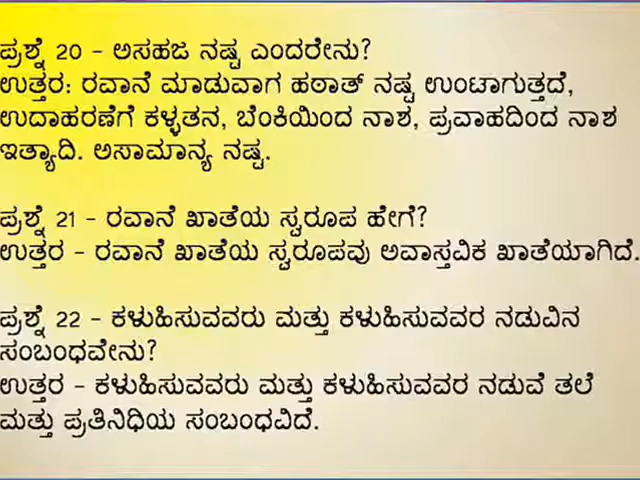 ಪ್ರಶ್ನೆ 20 - ಅಸಹಜಿ ನಷ್ಟ ಎಂದರೇನು?
ಉತ್ತರ: ರವಾನೆ ಮಾಡುವಾಗ ಹಠಾತ್ ನಷ್ಟ ಉಂಟಾಗುತ್ತದೆ,
ಉದಾಹರಣೆಗೆ ಕಳ್ಳತನ, ಬೆಂಕಿಯಿಂದ ನಾಶ, ಪ್ರವಾಹದಿಂದ ನಾಶ
ಇತ್ಯಾದಿ. ಅಸಾಮಾನ್ಯ ನಷ್ಟ.
ಪ್ರಶ್ನೆ 21 - ರವಾನೆ ಖಾತೆಯ ಸ್ವರೂಪ ಹೇಗೆ?
ಉತ್ತರ - ರವಾನೆ ಖಾತೆಯ ಸ್ವರೂಪವು ಅವಾಸ್ತವಿಕ ಖಾತೆಯಾಗಿದೆ.
ಪ್ರಶ್ನೆ 22 - ಕಳುಹಿಸುವವರು ಮತ್ತು ಕಳುಹಿಸುವವರ ನಡುವಿನ
ಸಂಬಂಧವೇನು?
ಉತ್ತರ - ಕಳುಹಿಸುವವರು ಮತ್ತು ಕಳುಹಿಸುವವರ ನಡುವೆ ತಲೆ
ಮತ್ತು ಪ್ರತಿನಿಧಿಯ ಸಂಬಂಧವಿದೆ.